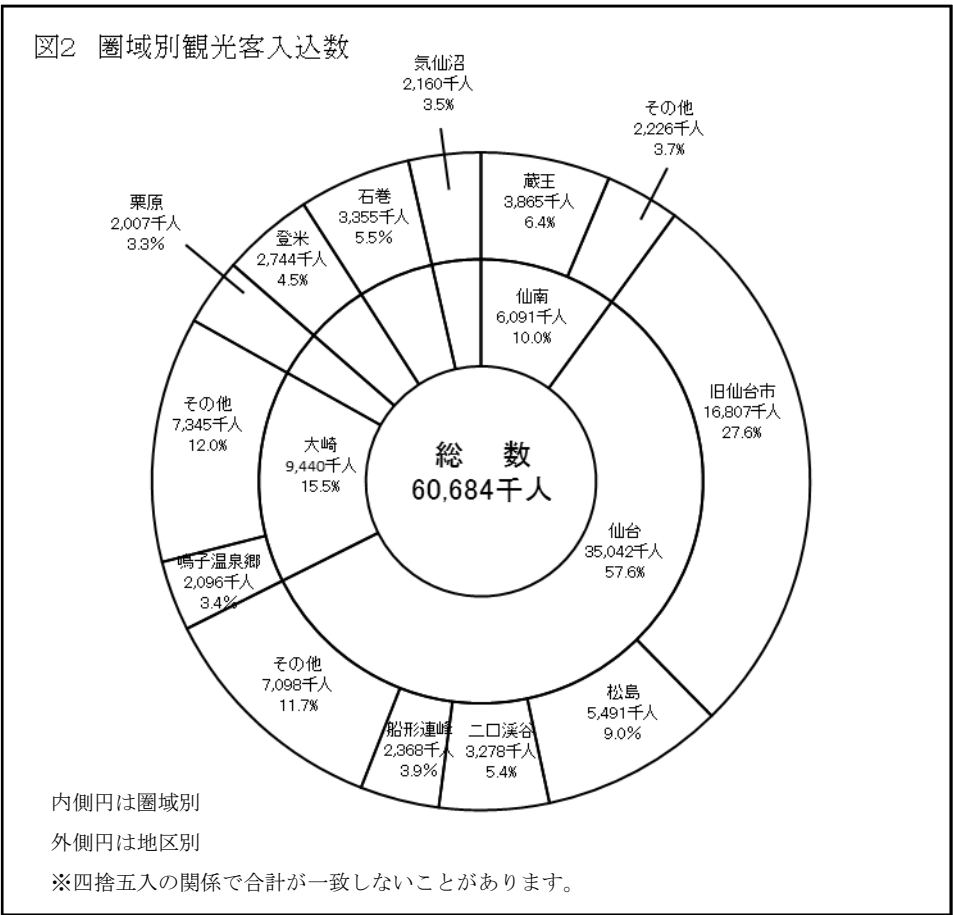 図2 圏域別観光客入込数
気仙沼
2,160千人
3.5%
その他
2,226千人
3.7%
蔵王
3,865千人
6.4%
石巻
3,355千人
5.5%
栗原
2,007千人
3.3%
登米
2,744千人
4.5%
仙南
6,091千人
10.0%
旧仙台市
16,807千人
27.6%
その他
7,345千人
12.0%
大崎
9,440千人
15.5%
総 数
60,684千人
仙台
35,042千人
57.6%
鳴子温泉郷
2,096千人
3.4%
その他
7,098千人
11.7%
船形連峰
2,368千人
3.9%
二口渓谷
3,278千人
5.4%
松島
5,491千人
9.0%
内側円は圏域別
外側円は地区別
※四捨五入の関係で合計が一致しないことがあります。